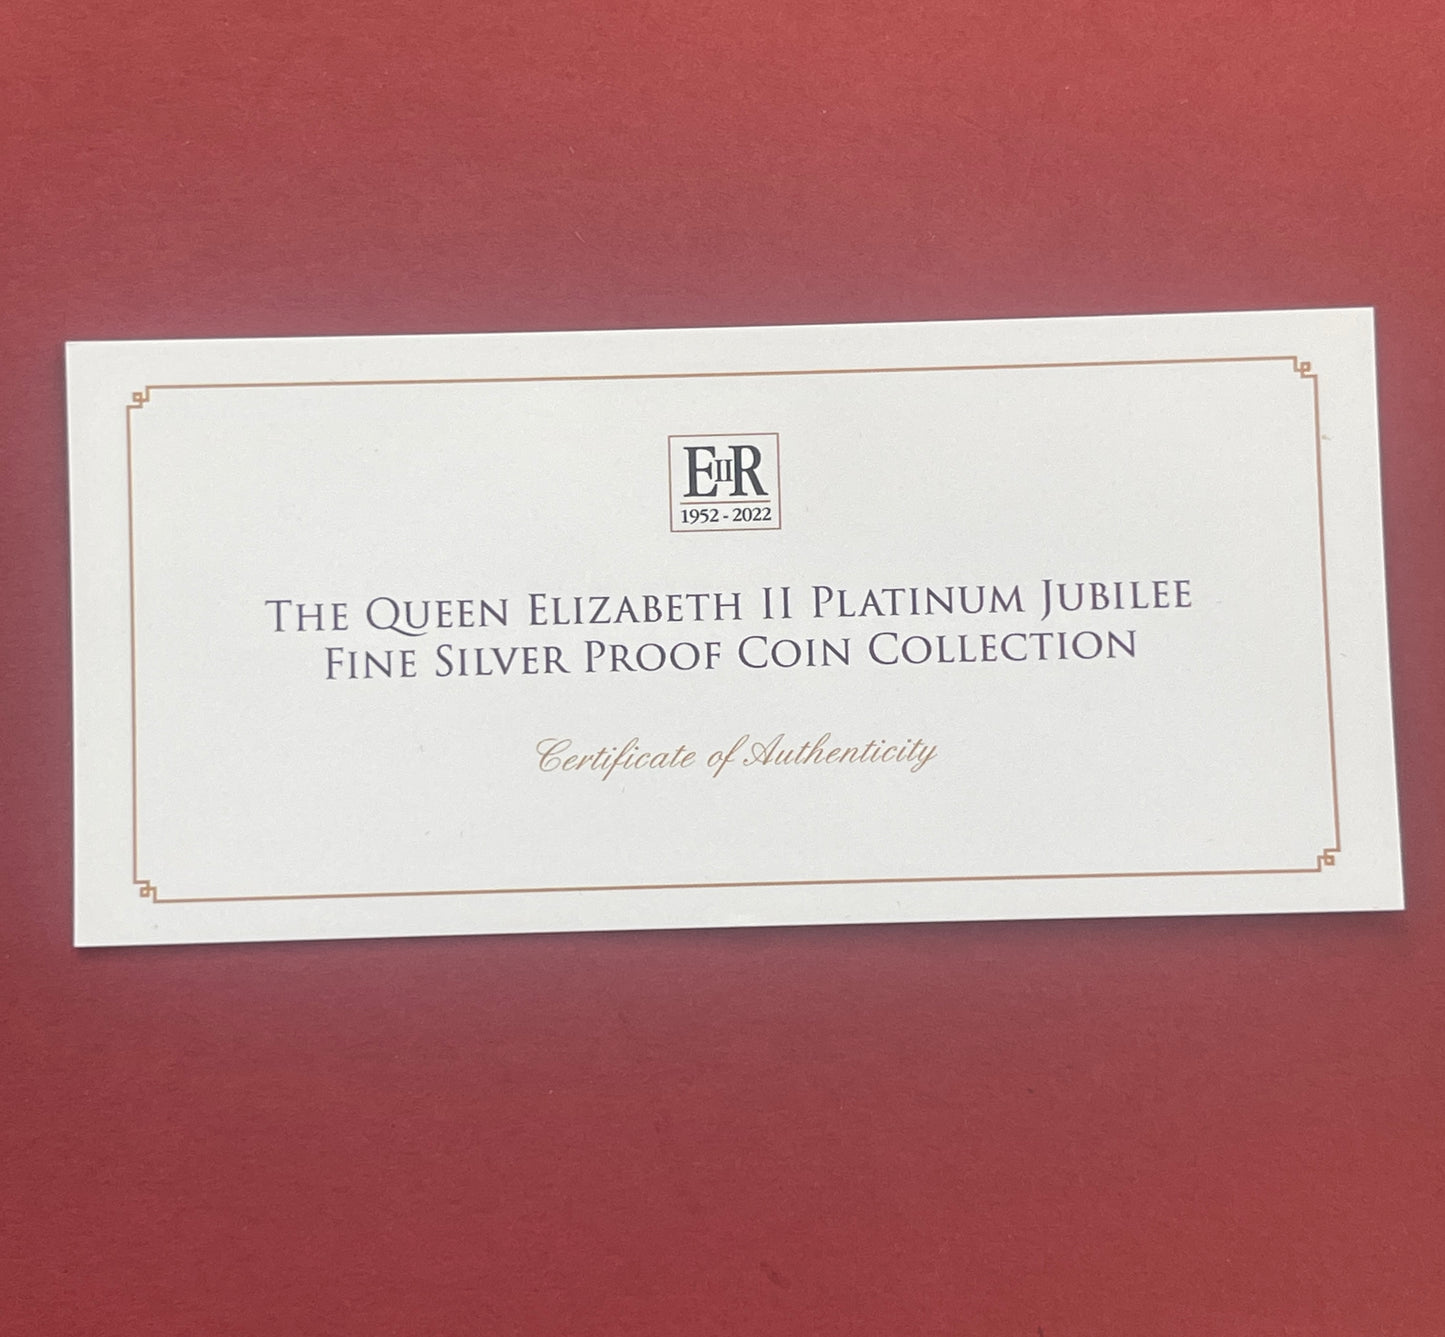 EIIR
1952 - 2022
THE QUEEN ELIZABETH II PLATINUM JUBILEE
FINE SILVER PROOF COIN COLLECTION
Certificate of Authenticity